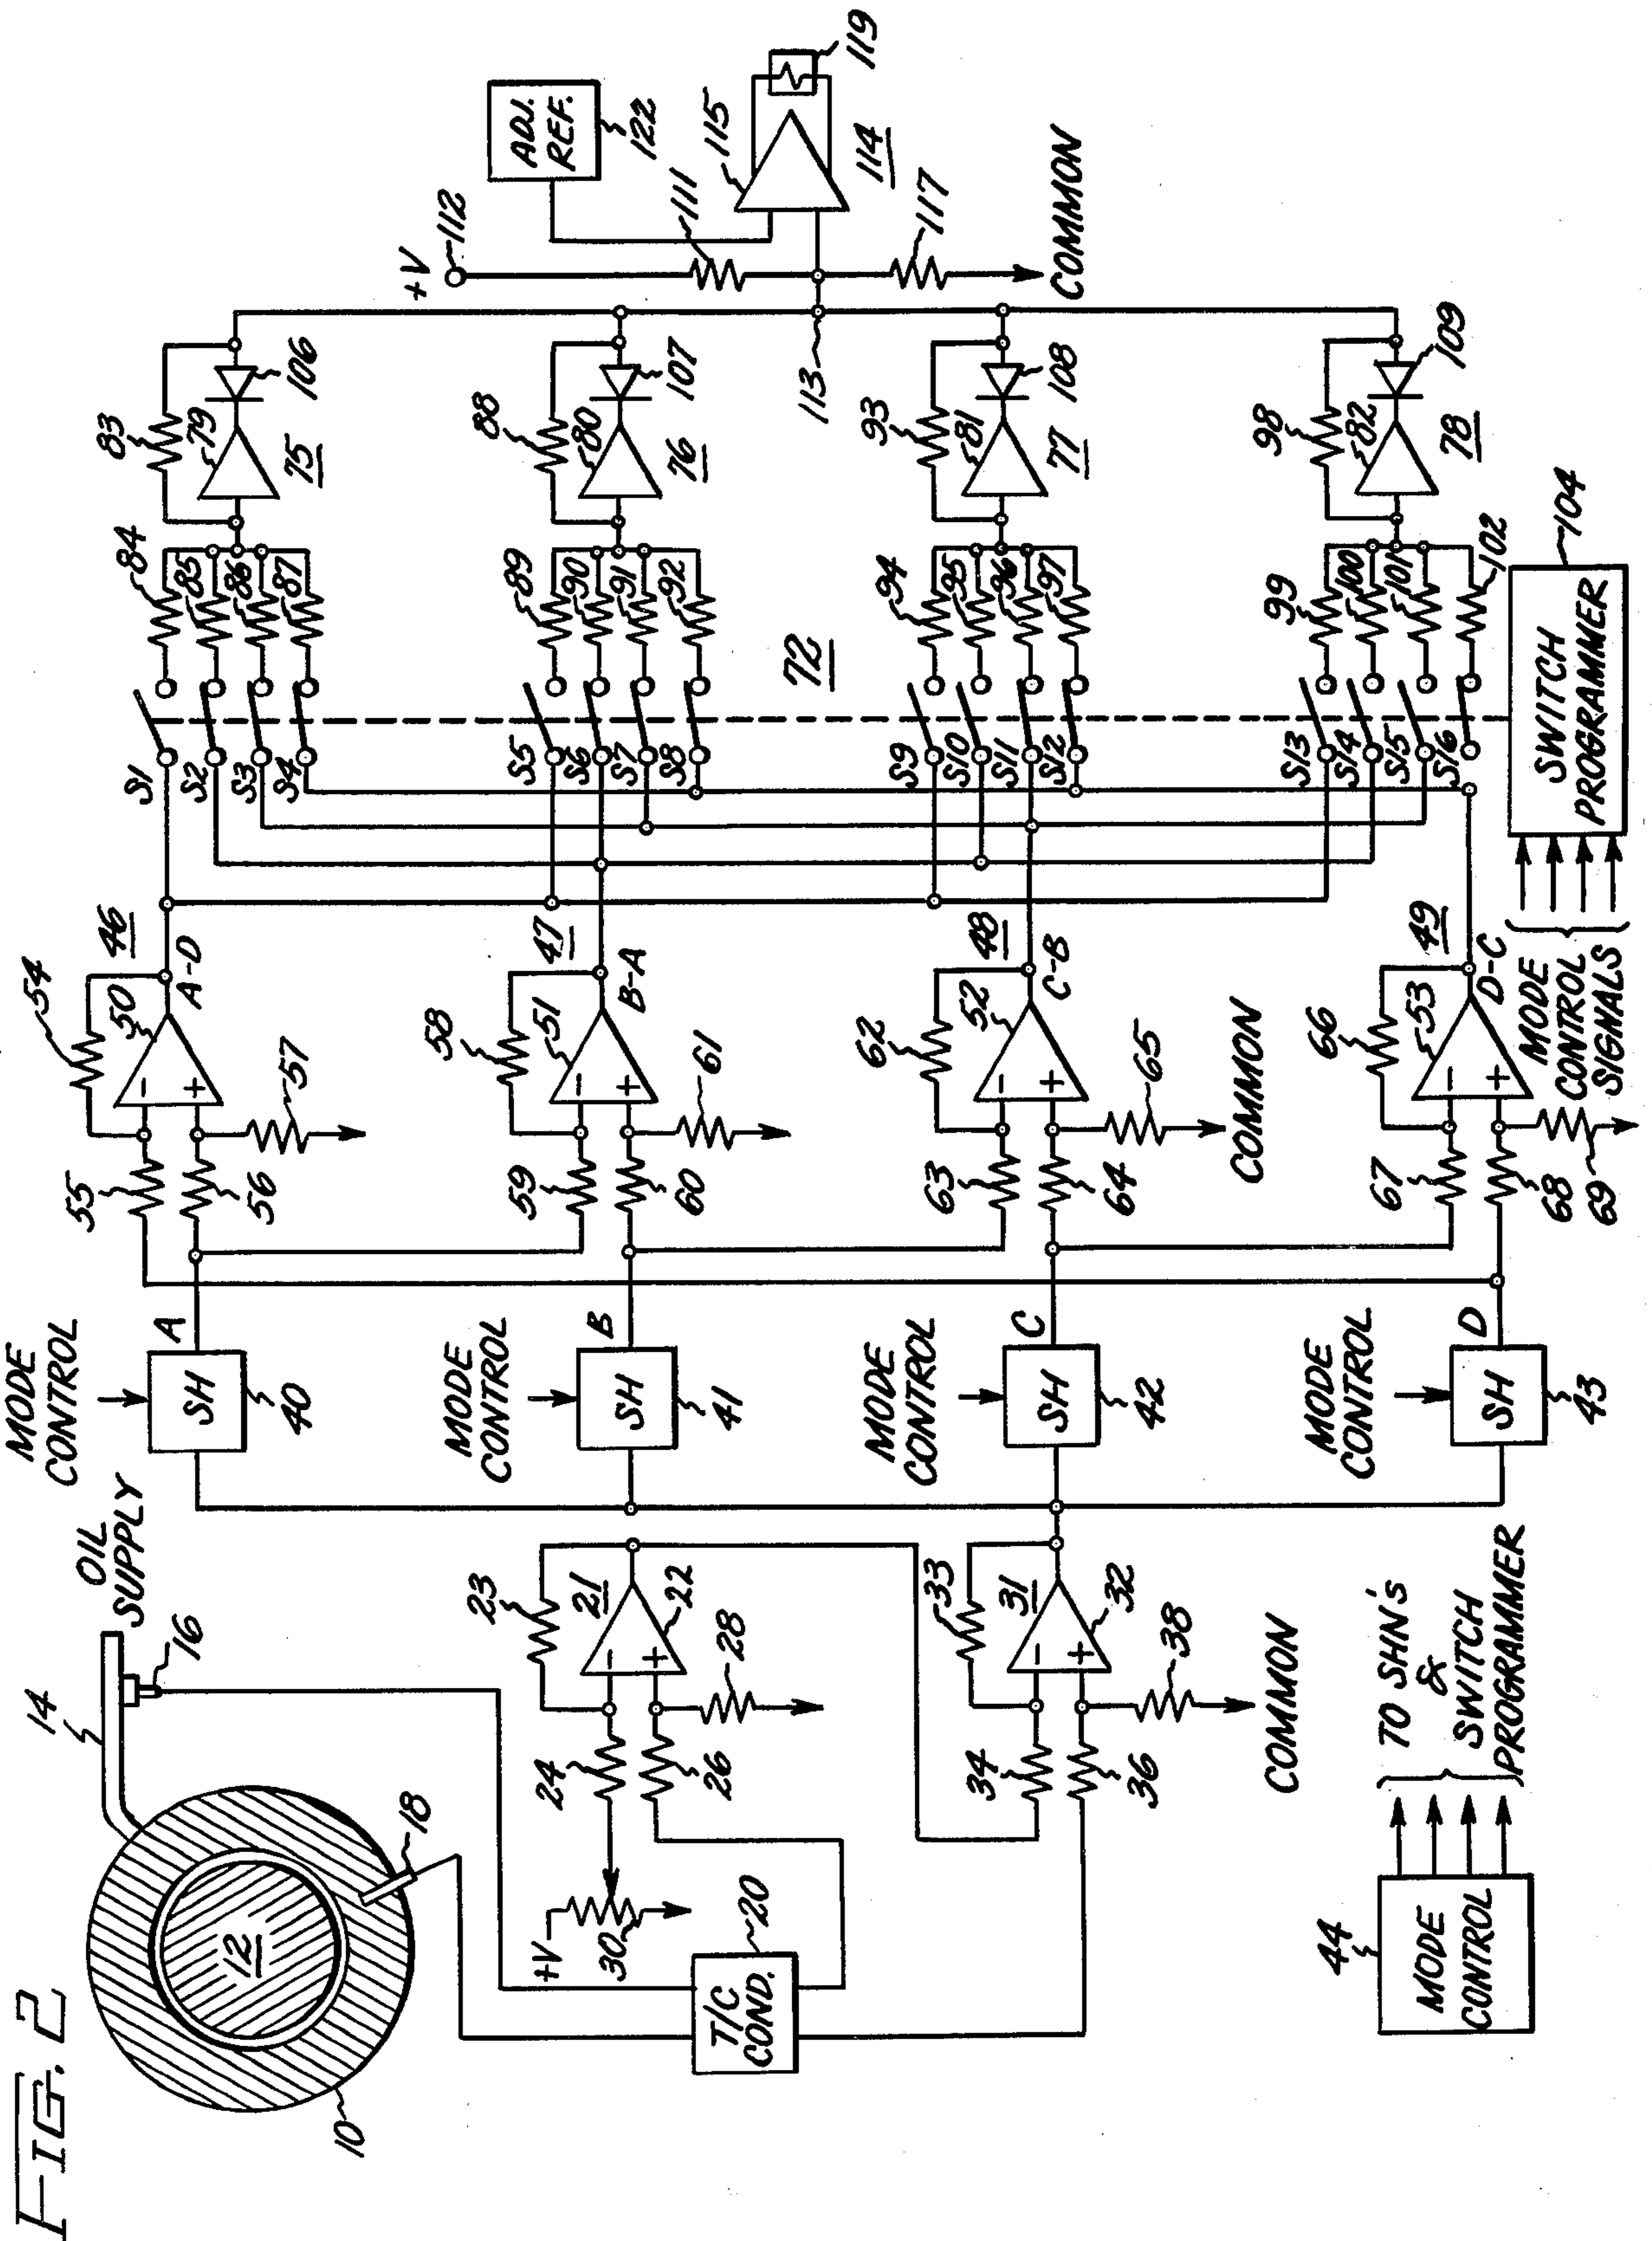 FIG. 2
10
12
14
OIL
SUPPLY
16
18
T/C
COND.
20
+V
30
24
26
23
21
22
28
34
36
33
31
32
38
COMMON
44
MODE
CONTROL
TO SHN's
&
SWITCH
PROGRAMMER
MODE
CONTROL
SH
40
A
MODE
CONTROL
SH
41
B
MODE
CONTROL
SH
42
C
MODE
CONTROL
SH
43
D
55
56
54
50
57
46
A-D
59
60
58
51
61
47
B-A
63
64
62
52
65
COMMON
48
C-B
67
68
69
66
53
49
D-C
MODE
CONTROL
SIGNALS
SWITCH
PROGRAMMER
104
S1
S2
S3
S4
S5
S6
S7
S8
S9
S10
S11
S12
S13
S14
S15
S16
72
84
85
86
87
89
90
91
92
94
95
96
97
99
100
101
102
83
79
75
106
88
80
76
107
93
81
77
108
98
82
78
109
113
+V
112
111
117
COMMON
ADJ.
REF.
122
115
114
119